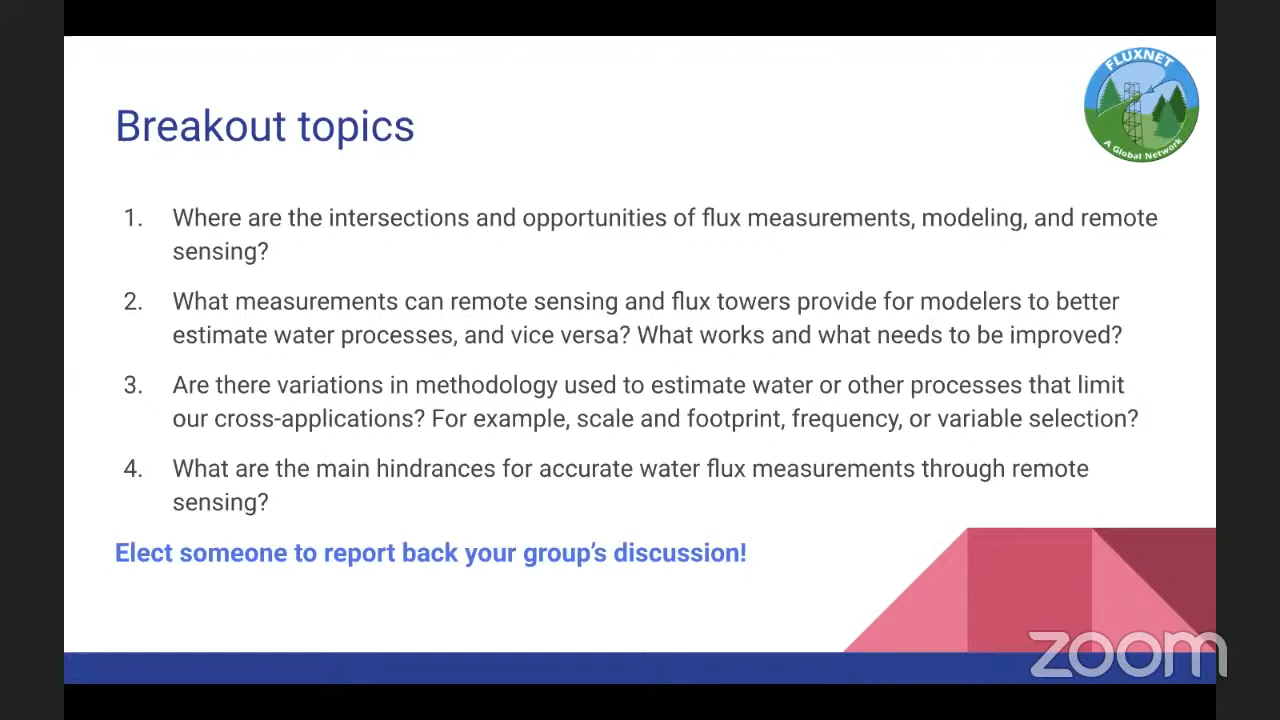 FLUXNET
A Global Network
Breakout topics
1. Where are the intersections and opportunities of flux measurements, modeling, and remote
sensing?
2. What measurements can remote sensing and flux towers provide for modelers to better
estimate water processes, and vice versa? What works and what needs to be improved?
3. Are there variations in methodology used to estimate water or other processes that limit
our cross-applications? For example, scale and footprint, frequency, or variable selection?
4. What are the main hindrances for accurate water flux measurements through remote
sensing?
Elect someone to report back your group's discussion!
zoom